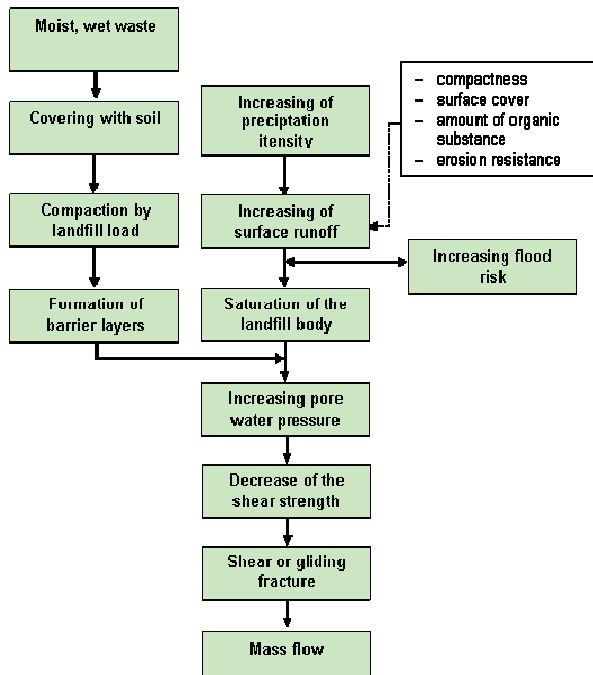 Moist, wet waste
Covering with soil
Compaction by
landfill load
Formation of
barrier layers
Increasing of
preciptation
itensity
Increasing of
surface runoff
Saturation of the
landfill body
– compactness
– surface cover
– amount of organic
substance
– erosion resistance
Increasing flood
risk
Increasing pore
water pressure
Decrease of the
shear strength
Shear or gliding
fracture
Mass flow